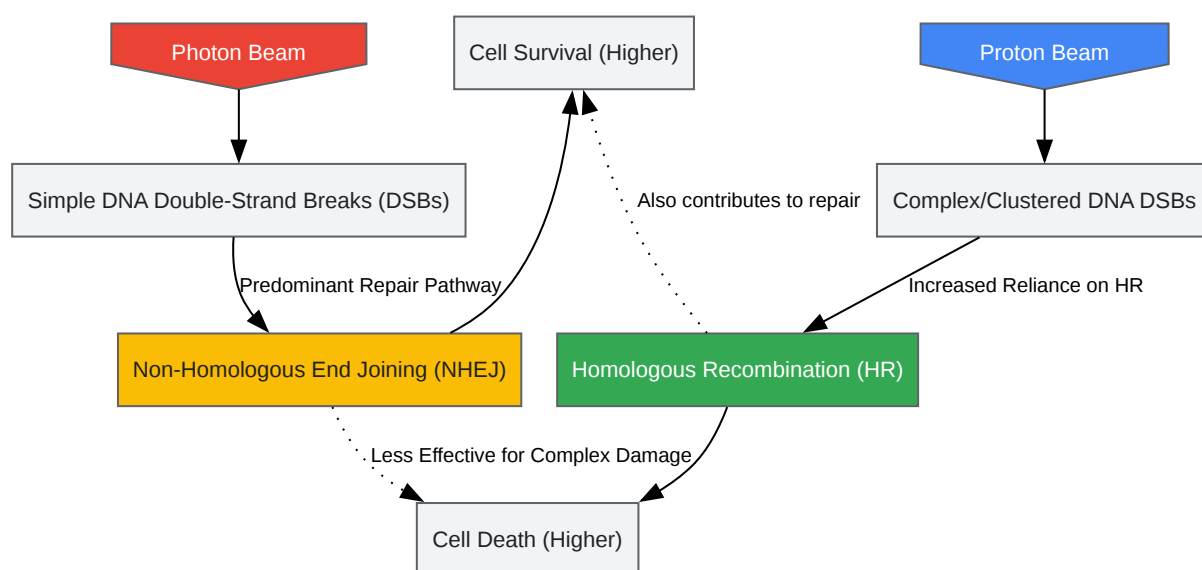 Photon Beam
Cell Survival (Higher)
Proton Beam
Simple DNA Double-Strand Breaks (DSBs)
Also contributes to repair
Complex/Clustered DNA DSBs
Predominant Repair Pathway
Increased Reliance on HR
Non-Homologous End Joining (NHEJ)
Homologous Recombination (HR)
Less Effective for Complex Damage
Cell Death (Higher)